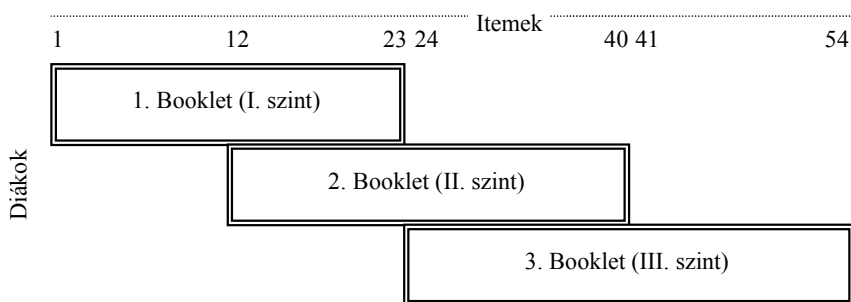 Itemek
1 12 23 24 40 41 54
1. Booklet (I. szint)
2. Booklet (II. szint)
3. Booklet (III. szint)
Diákok